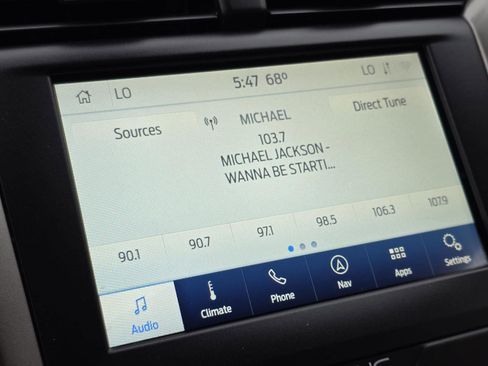 LO 5:47 68° LO
Sources MICHAEL Direct Tune
103.7
MICHAEL JACKSON -
WANNA BE STARTI...
90.1 90.7 97.1 98.5 106.3 107.9
Audio Climate Phone Nav Apps Settings